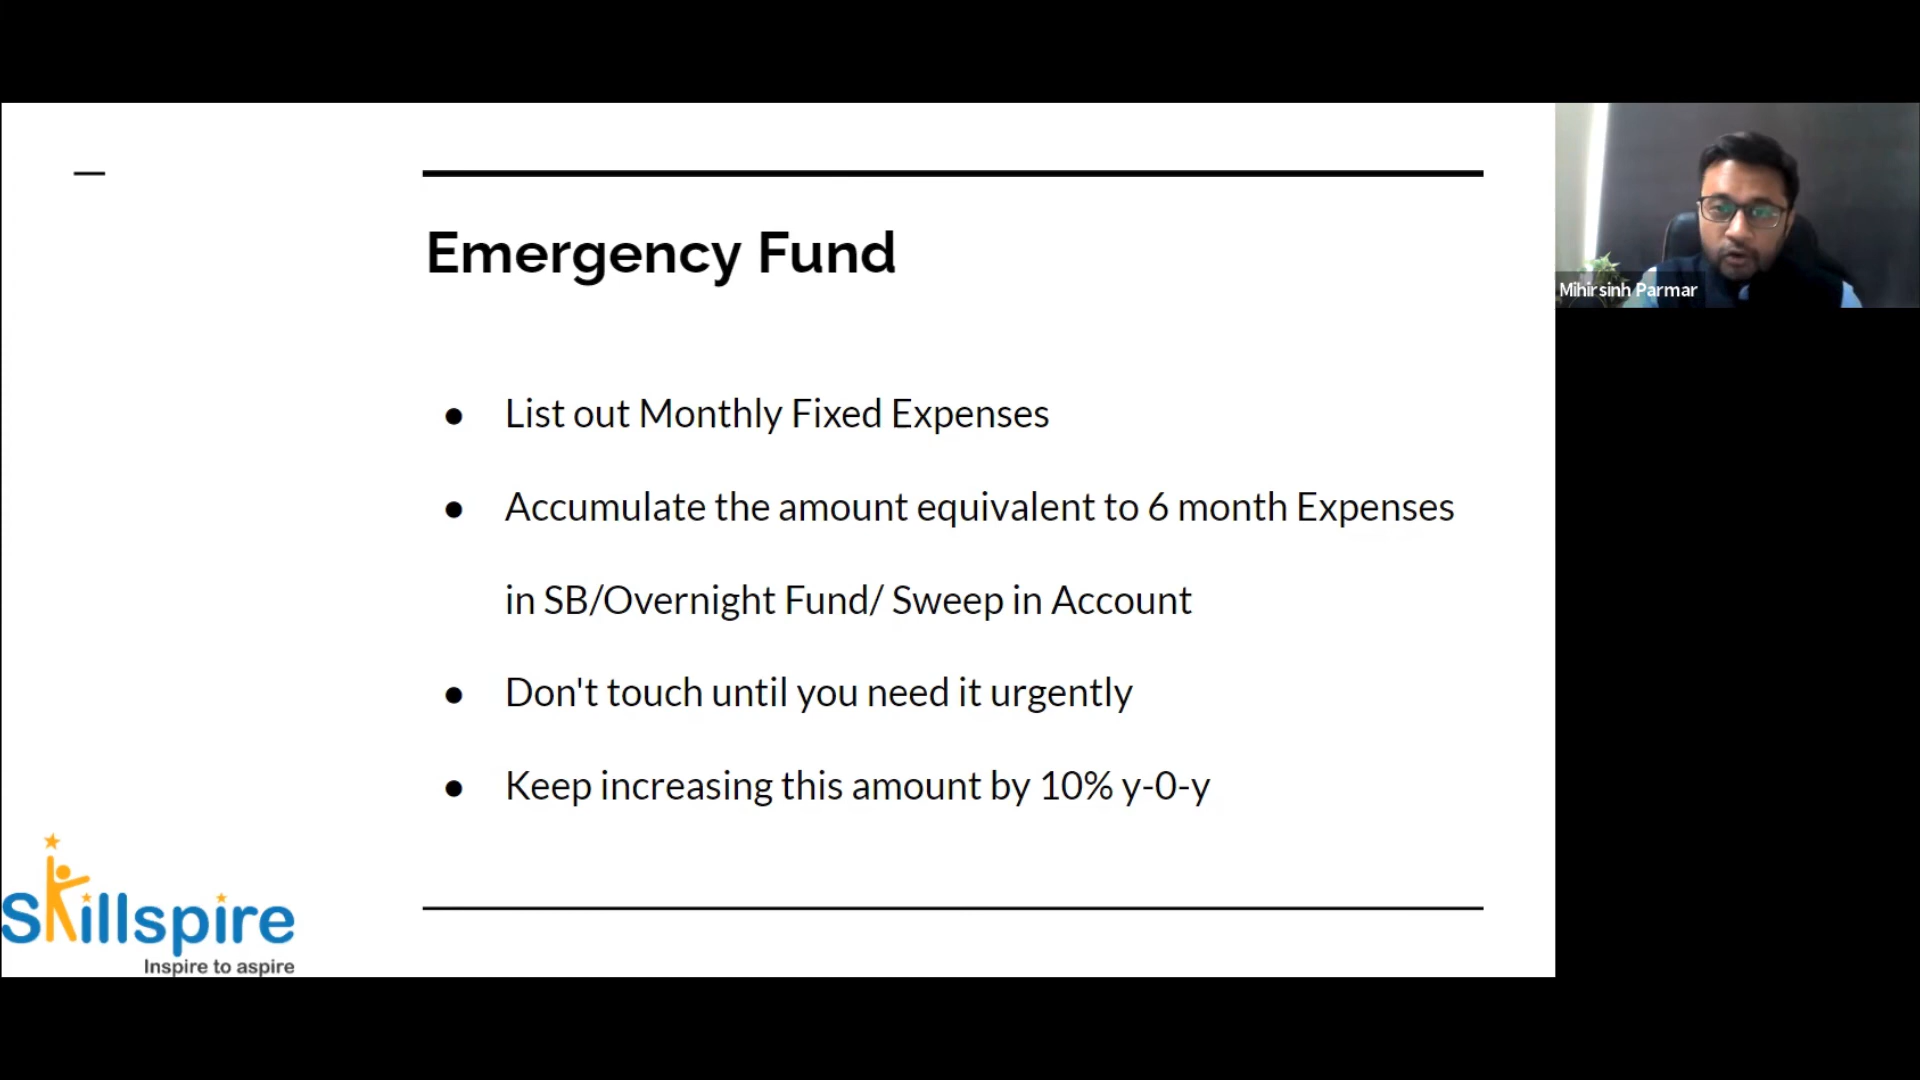 Emergency Fund
● List out Monthly Fixed Expenses
● Accumulate the amount equivalent to 6 month Expenses
in SB/Overnight Fund/ Sweep in Account
● Don't touch until you need it urgently
● Keep increasing this amount by 10% y-0-y
Skillspire
Inspire to aspire
Mihirsinh Parmar